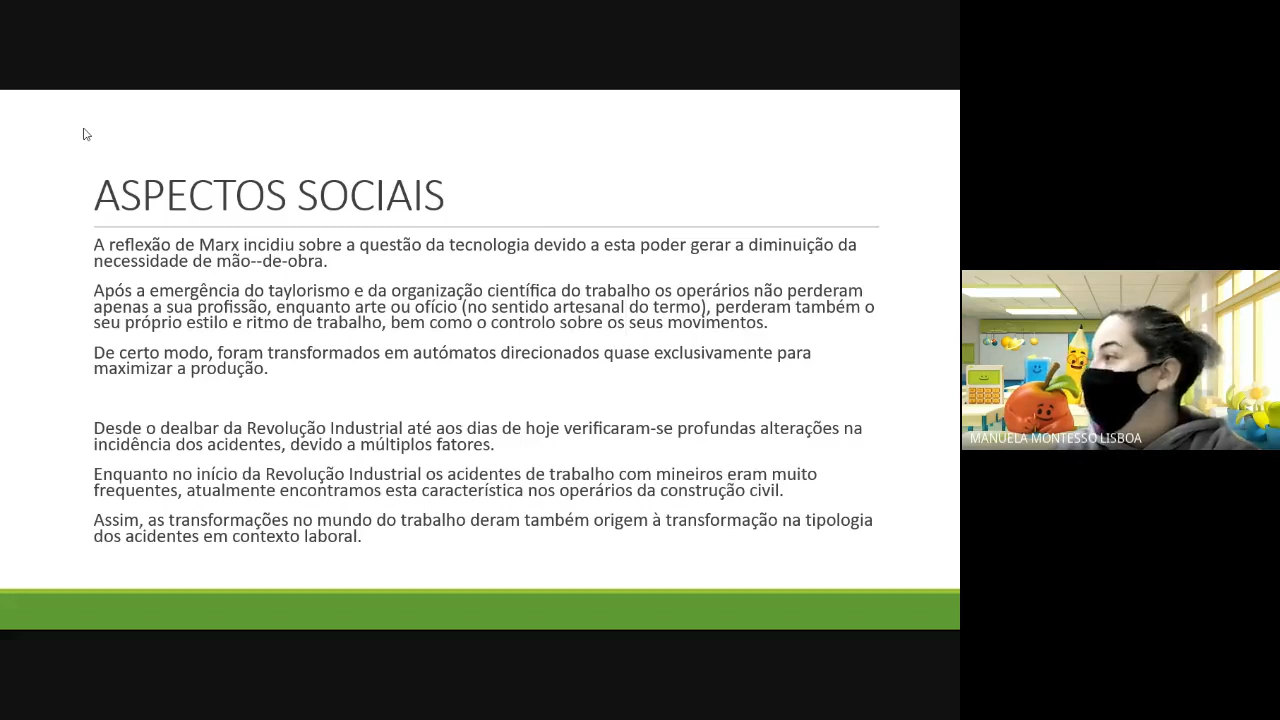 ASPECTOS SOCIAIS
A reflexão de Marx incidiu sobre a questão da tecnologia devido a esta poder gerar a diminuição da
necessidade de mão--de-obra.
Após a emergência do taylorismo e da organização científica do trabalho os operários não perderam
apenas a sua profissão, enquanto arte ou ofício (no sentido artesanal do termo), perderam também o
seu próprio estilo e ritmo de trabalho, bem como o controlo sobre os seus movimentos.
De certo modo, foram transformados em autómatos direcionados quase exclusivamente para
maximizar a produção.
Desde o dealbar da Revolução Industrial até aos dias de hoje verificaram-se profundas alterações na
incidência dos acidentes, devido a múltiplos fatores.
Enquanto no início da Revolução Industrial os acidentes de trabalho com mineiros eram muito
frequentes, atualmente encontramos esta característica nos operários da construção civil.
Assim, as transformações no mundo do trabalho deram também origem à transformação na tipologia
dos acidentes em contexto laboral.
MANUELA MONTESSO LISBOA